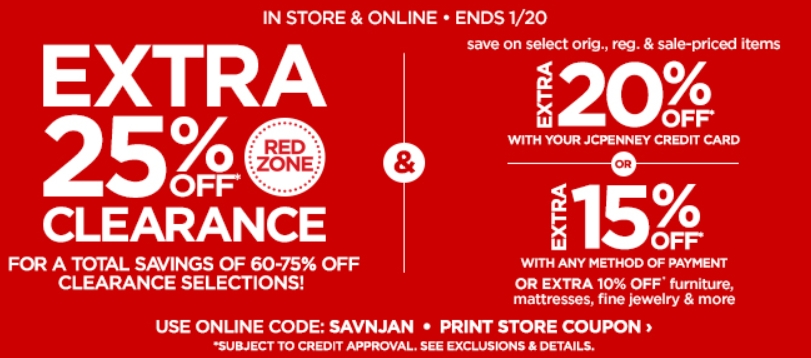 IN STORE & ONLINE • ENDS 1/20
EXTRA
25% OFF*
RED
ZONE
CLEARANCE
FOR A TOTAL SAVINGS OF 60-75% OFF
CLEARANCE SELECTIONS!
&
save on select orig., reg. & sale-priced items
EXTRA 20% OFF*
WITH YOUR JCPENNEY CREDIT CARD
OR
EXTRA 15% OFF*
WITH ANY METHOD OF PAYMENT
OR EXTRA 10% OFF* furniture,
mattresses, fine jewelry & more
USE ONLINE CODE: SAVNJAN • PRINT STORE COUPON ›
*SUBJECT TO CREDIT APPROVAL. SEE EXCLUSIONS & DETAILS.